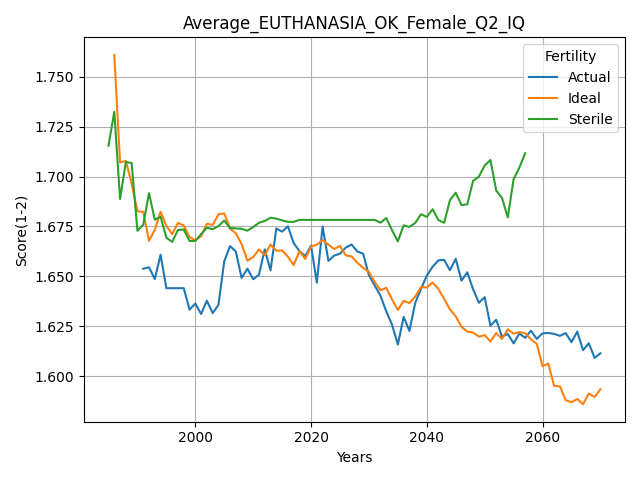 Average_EUTHANASIA_OK_Female_Q2_IQ
Fertility
Actual
Ideal
Sterile
Score(1-2)
1.750
1.725
1.700
1.675
1.650
1.625
1.600
2000
2020
2040
2060
Years